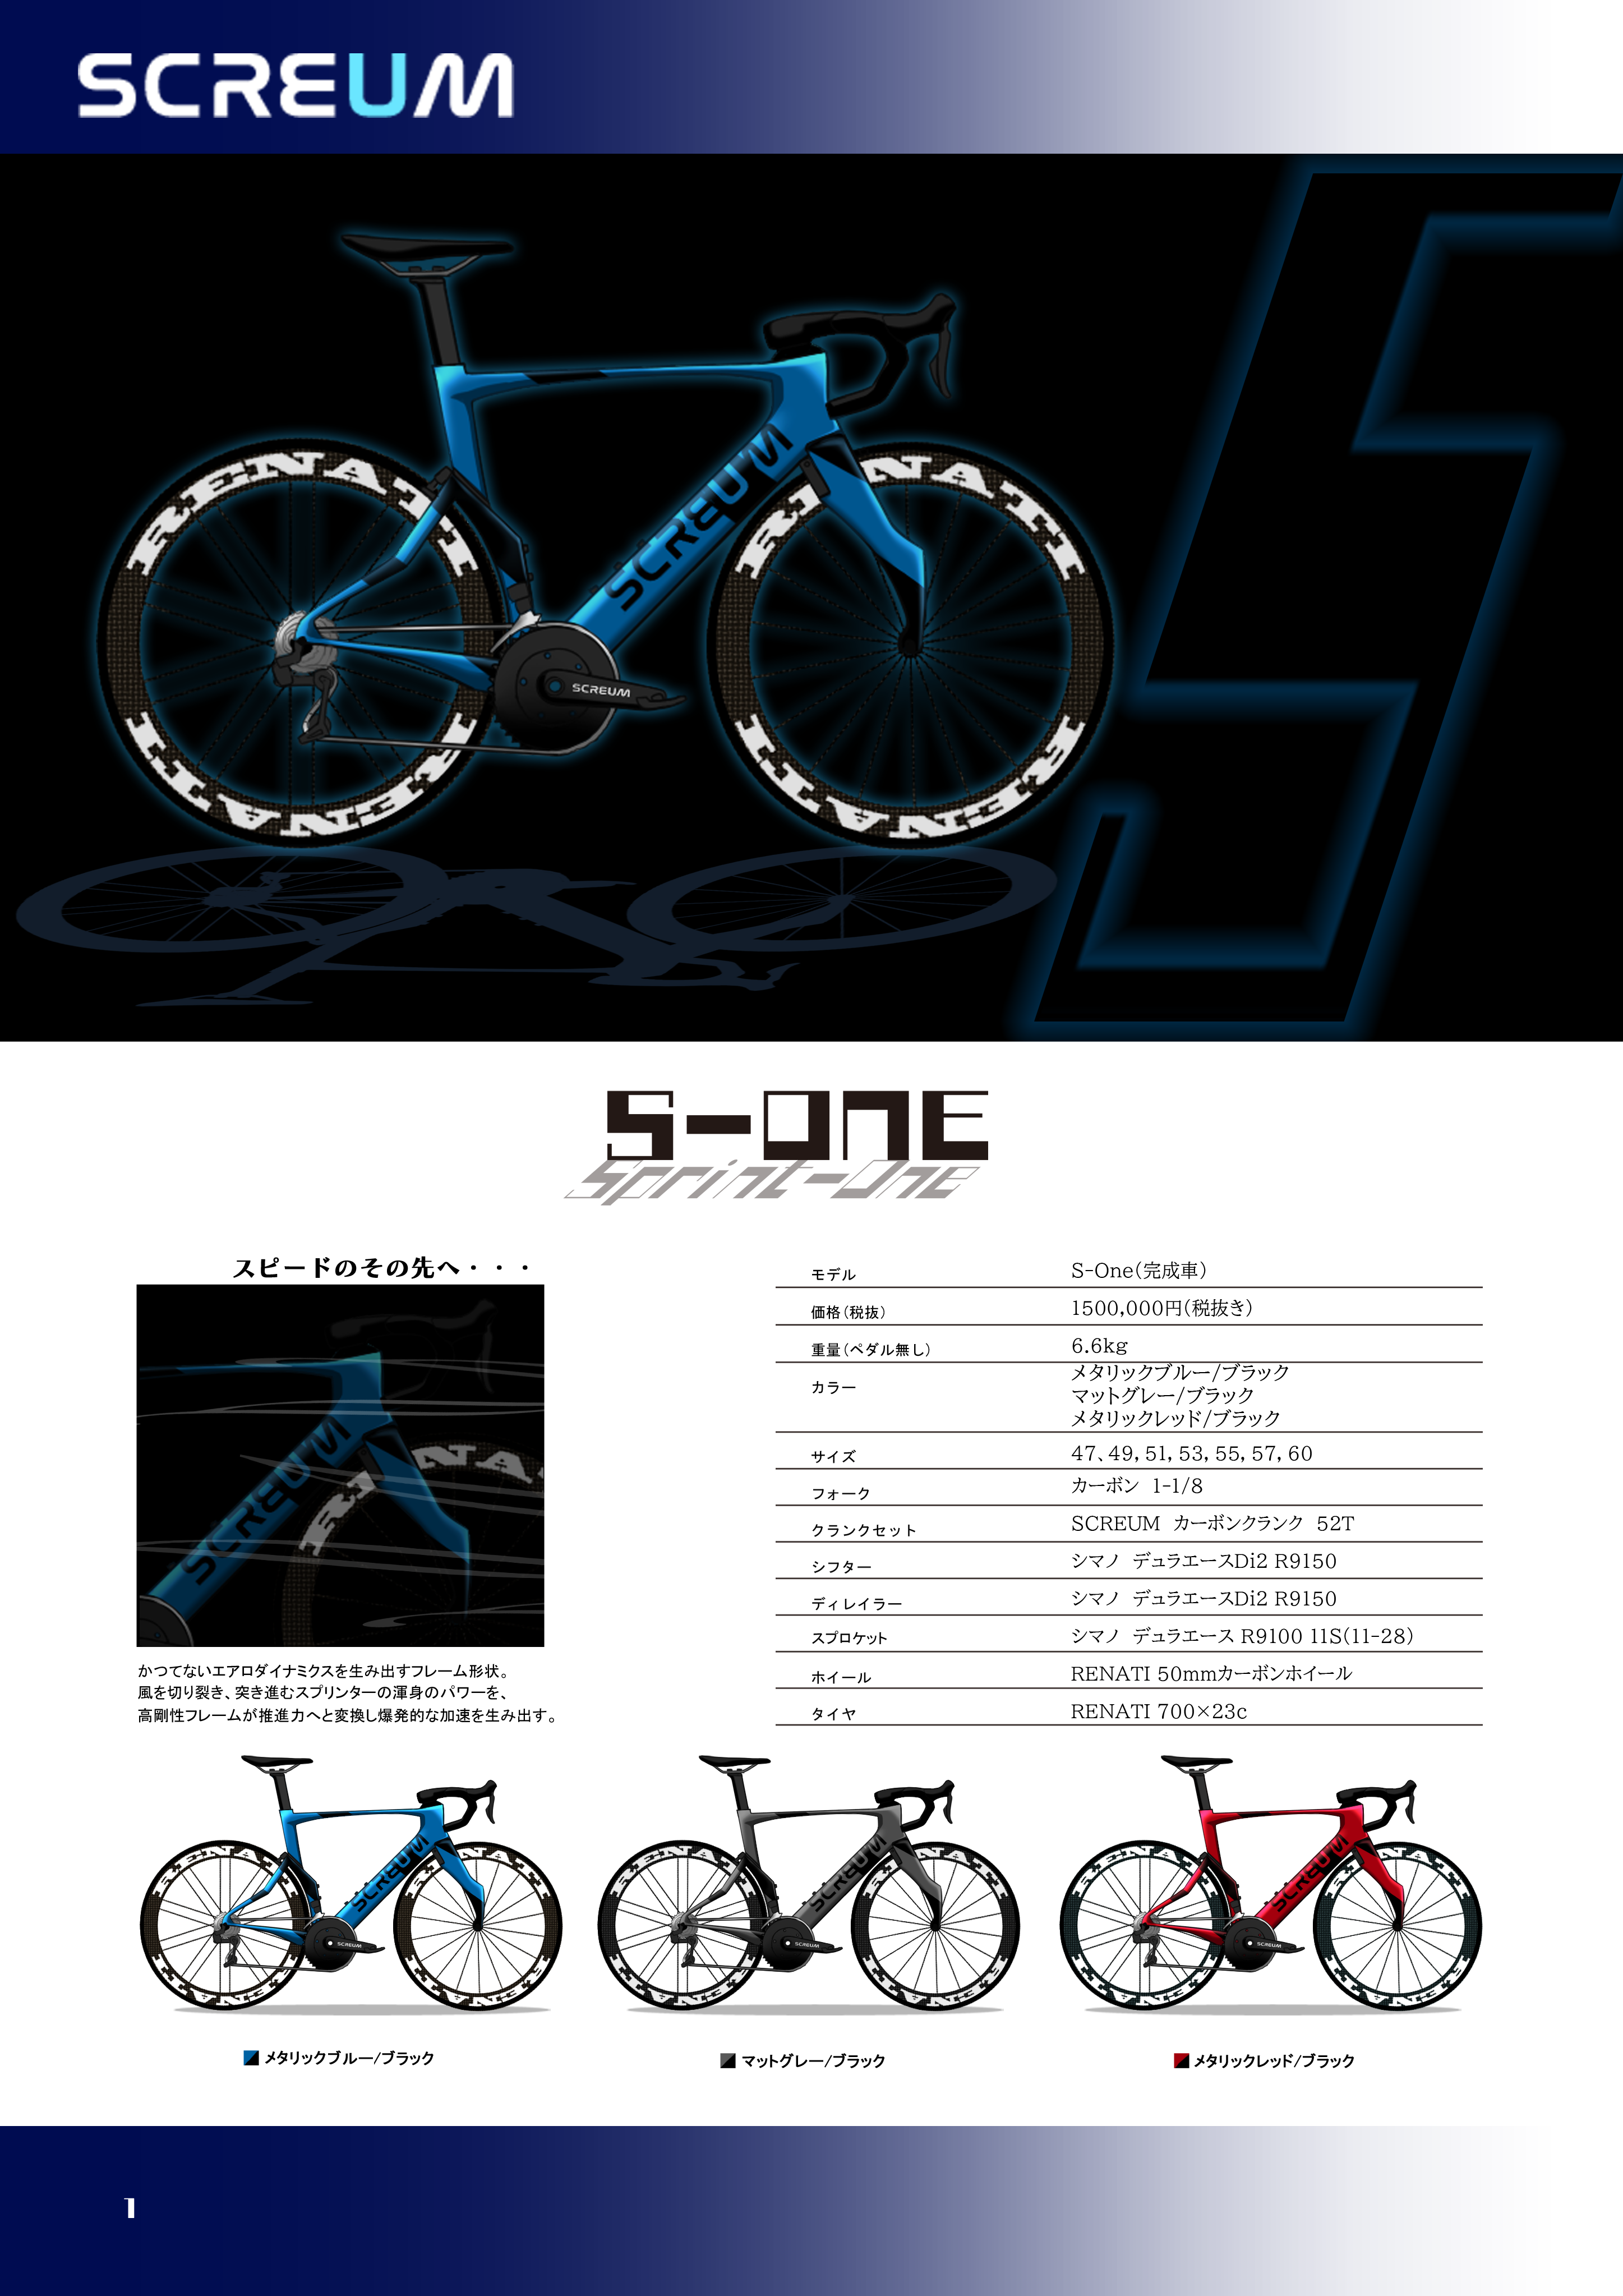 SCREUM
RENATI
RENATI
RENATI
RENATI
SCREUM
SCREUM
S-ONE
Sprint-One
スピードのその先へ・・・
SCREUM
かつてないエアロダイナミクスを生み出すフレーム形状。
風を切り裂き、突き進むスプリンターの渾身のパワーを、
高剛性フレームが推進力へと変換し爆発的な加速を生み出す。
モデル S-One(完成車)
価格(税抜) 1500,000円(税抜き)
重量(ペダル無し) 6.6kg
カラー メタリックブルー/ブラック
マットグレー/ブラック
メタリックレッド/ブラック
サイズ 47、49, 51, 53, 55, 57, 60
フォーク カーボン 1-1/8
クランクセット SCREUM カーボンクランク 52T
シフター シマノ デュラエースDi2 R9150
ディレイラー シマノ デュラエースDi2 R9150
スプロケット シマノ デュラエース R9100 11S(11-28)
ホイール RENATI 50mmカーボンホイール
タイヤ RENATI 700×23c
RENATI
SCREUM
RENATI
SCREUM
RENATI
SCREUM
RENATI
SCREUM
RENATI
SCREUM
RENATI
SCREUM
メタリックブルー/ブラック
マットグレー/ブラック
メタリックレッド/ブラック
1